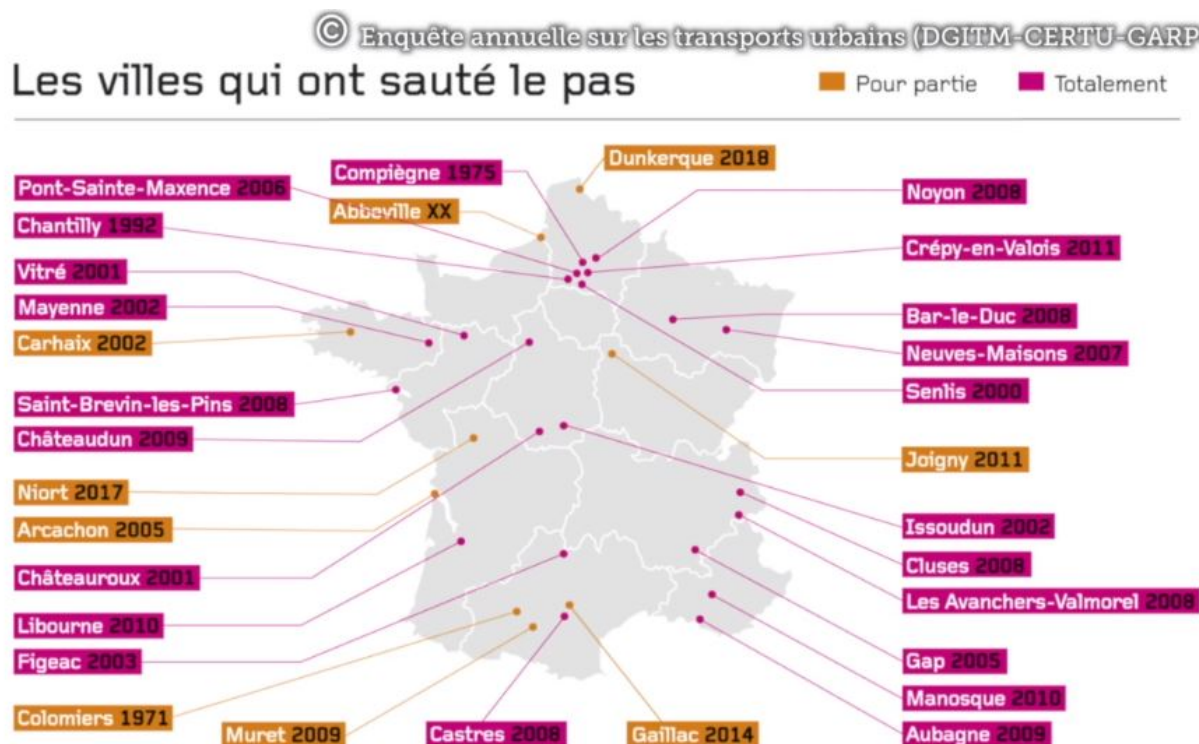 © Enquête annuelle sur les transports urbains (DGITM-CERTU-GARP
Les villes qui ont sauté le pas
Pour partie
Totalement
Pont-Sainte-Maxence 2006
Chantilly 1992
Vitré 2001
Mayenne 2002
Carhaix 2002
Saint-Brevin-les-Pins 2008
Châteaudun 2009
Niort 2017
Arcachon 2005
Châteauroux 2001
Libourne 2010
Figeac 2003
Colomiers 1971
Compiègne 1975
Abbeville XX
Dunkerque 2018
Muret 2009
Castres 2008
Gaillac 2014
Noyon 2008
Crépy-en-Valois 2011
Bar-le-Duc 2008
Neuves-Maisons 2007
Senlis 2000
Joigny 2011
Issoudun 2002
Cluses 2008
Les Avanchers-Valmorel 2008
Gap 2005
Manosque 2010
Aubagne 2009